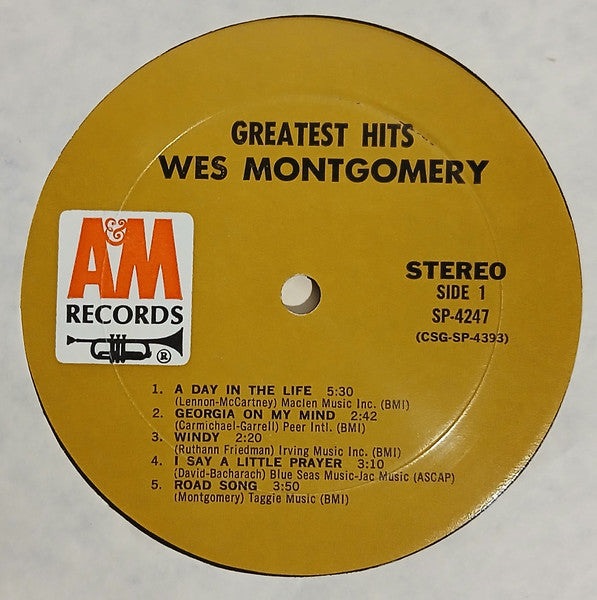 GREATEST HITS
WES MONTGOMERY
A&M
RECORDS
®
STEREO
SIDE 1
SP-4247
(CSG-SP-4393)
1. A DAY IN THE LIFE 5:30
(Lennon-McCartney) Maclen Music Inc. (BMI)
2. GEORGIA ON MY MIND 2:42
(Carmichael-Garrell) Peer Intl. (BMI)
3. WINDY 2:20
(Ruthann Friedman) Irving Music Inc. (BMI)
4. I SAY A LITTLE PRAYER 3:10
(David-Bacharach) Blue Seas Music-Jac Music (ASCAP)
5. ROAD SONG 3:50
(Montgomery) Taggie Music (BMI)